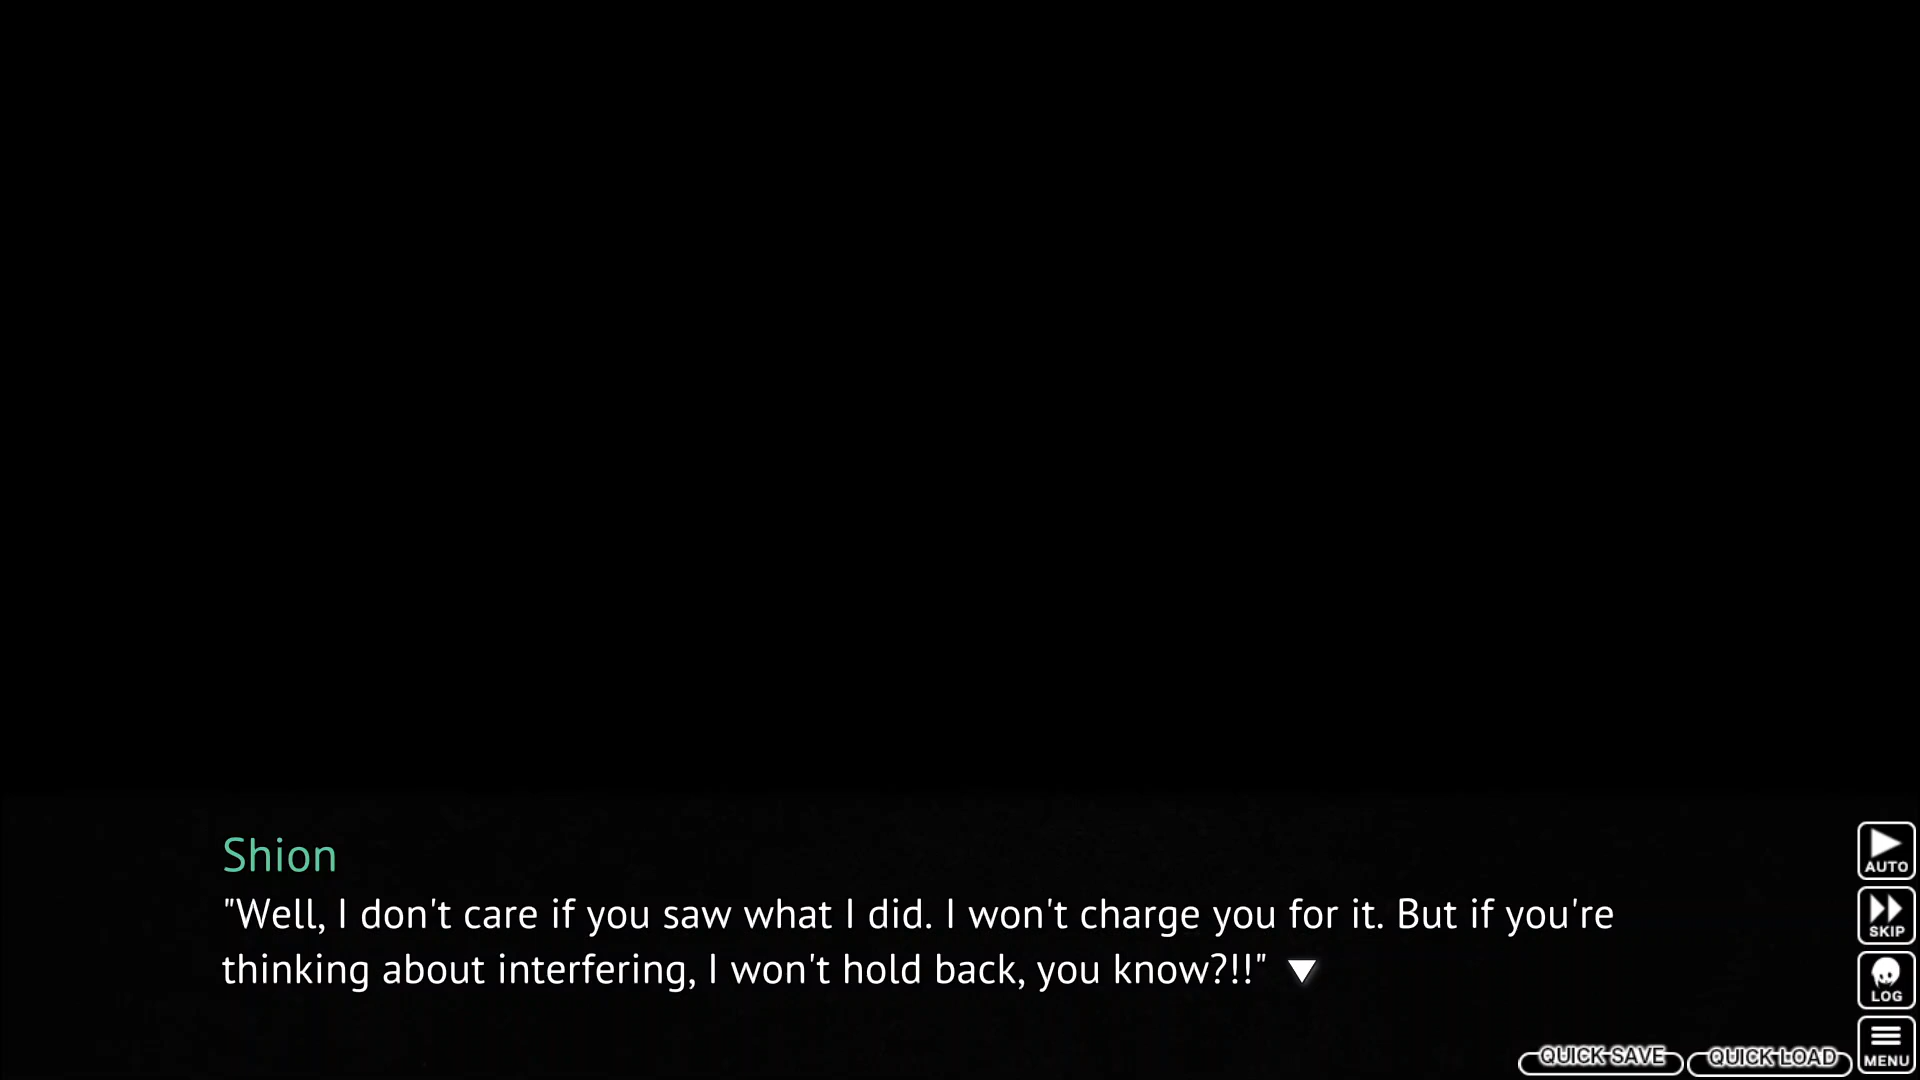 Shion
"Well, I don't care if you saw what I did. I won't charge you for it. But if you're
thinking about interfering, I won't hold back, you know?!!"
AUTO
SKIP
LOG
MENU
QUICK SAVE
QUICK LOAD